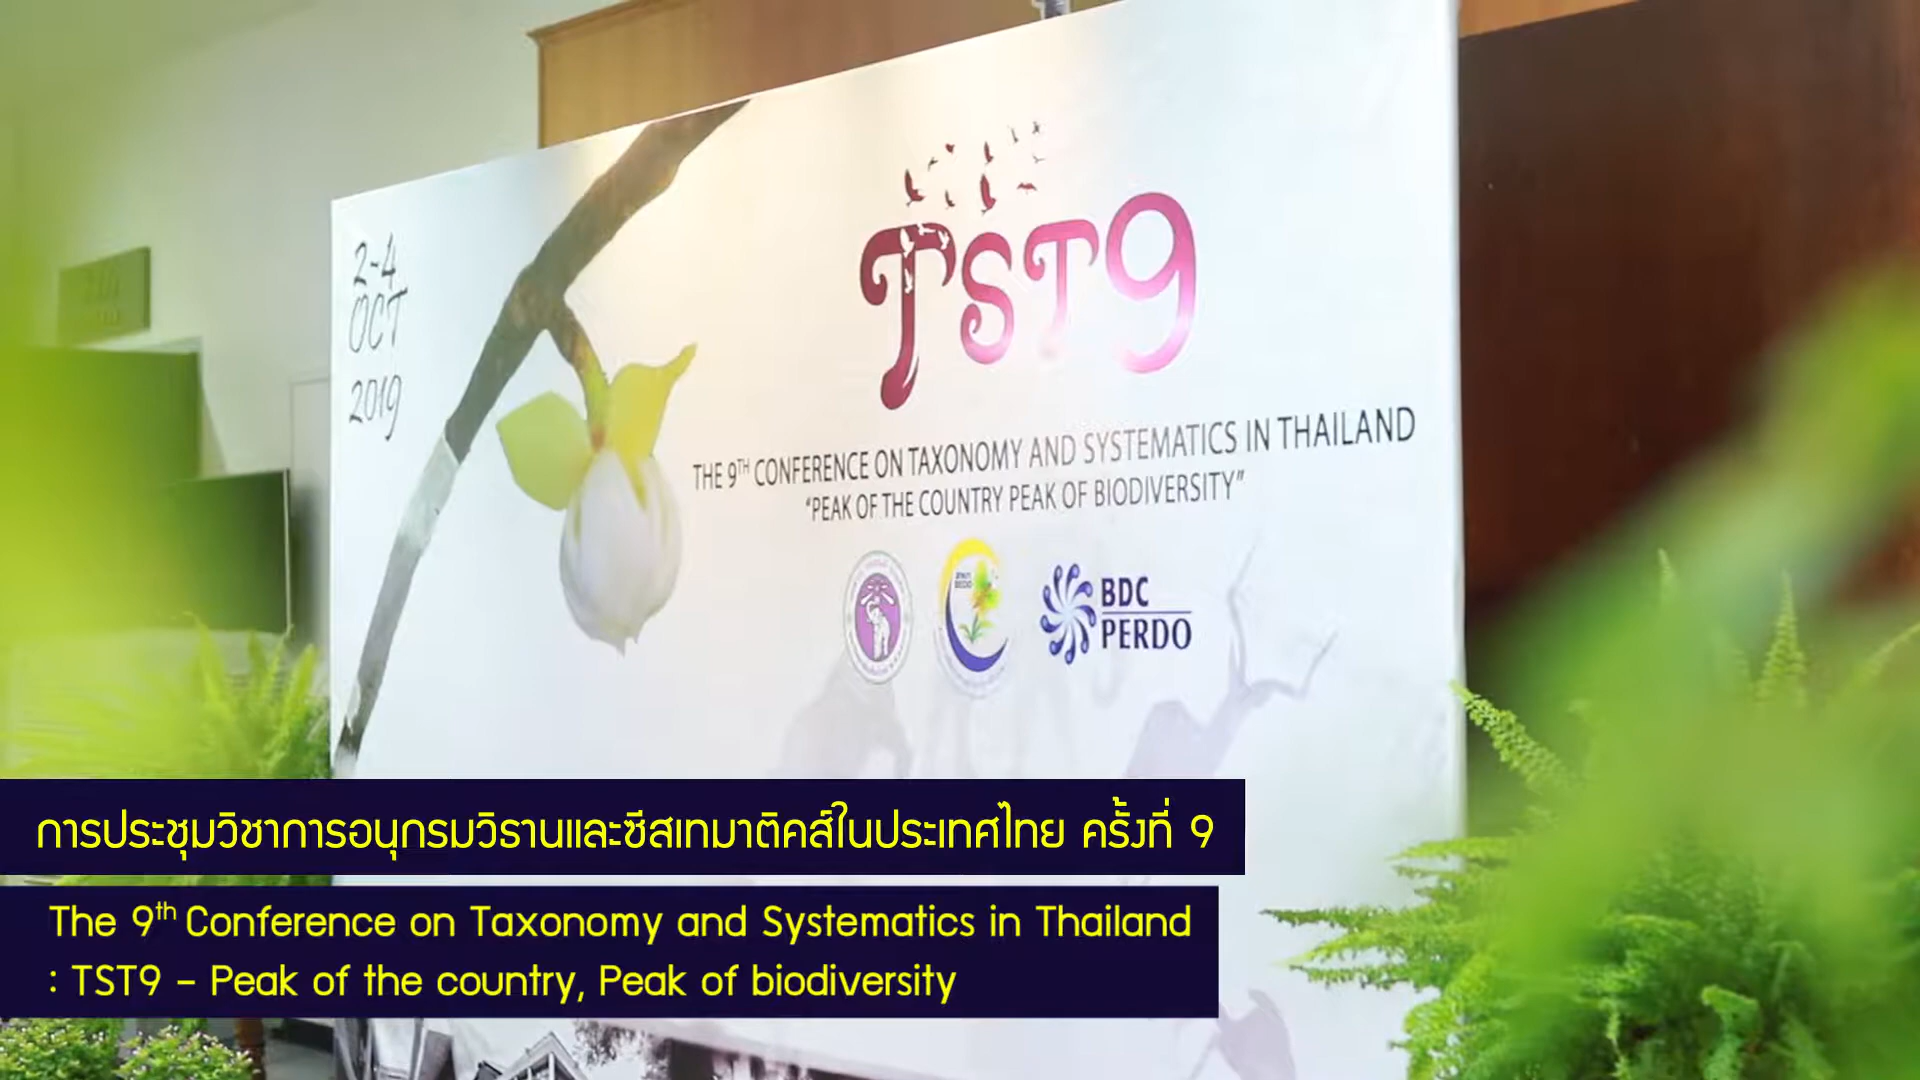 2-4
OCT
2019
TST9
THE 9TH CONFERENCE ON TAXONOMY AND SYSTEMATICS IN THAILAND
"PEAK OF THE COUNTRY PEAK OF BIODIVERSITY"
BEDO
BDC
PERDO
การประชุมวิชาการอนุกรมวิธานและซิสเทมาติคส์ในประเทศไทย ครั้งที่ 9
The 9th Conference on Taxonomy and Systematics in Thailand
: TST9 – Peak of the country, Peak of biodiversity